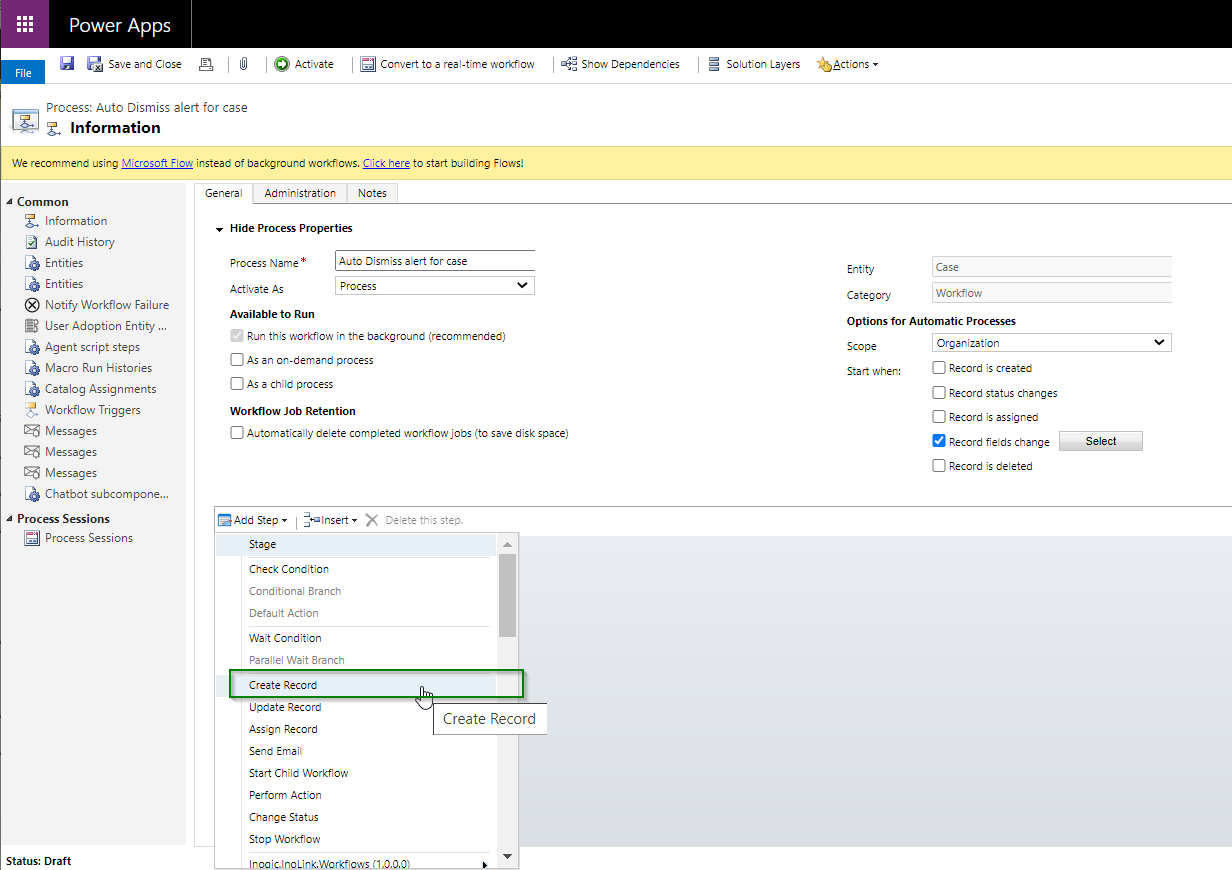 Power Apps
File
Save and Close
Activate
Convert to a real-time workflow
Show Dependencies
Solution Layers
Actions
Process: Auto Dismiss alert for case
Information
We recommend using Microsoft Flow instead of background workflows. Click here to start building Flows!
Common
Information
Audit History
Entities
Entities
Notify Workflow Failure
User Adoption Entity ...
Agent script steps
Macro Run Histories
Catalog Assignments
Workflow Triggers
Messages
Messages
Messages
Chatbot subcompone...
Process Sessions
Process Sessions
General
Administration
Notes
Hide Process Properties
Process Name*
Auto Dismiss alert for case
Activate As
Process
Available to Run
Run this workflow in the background (recommended)
As an on-demand process
As a child process
Workflow Job Retention
Automatically delete completed workflow jobs (to save disk space)
Entity
Case
Category
Workflow
Options for Automatic Processes
Scope
Organization
Start when:
Record is created
Record status changes
Record is assigned
Record fields change
Select
Record is deleted
Add Step
Insert
Delete this step.
Stage
Check Condition
Conditional Branch
Default Action
Wait Condition
Parallel Wait Branch
Create Record
Create Record
Update Record
Assign Record
Send Email
Start Child Workflow
Perform Action
Change Status
Stop Workflow
Inogic.InoLink.Workflows (1.0.0.0)
Status: Draft